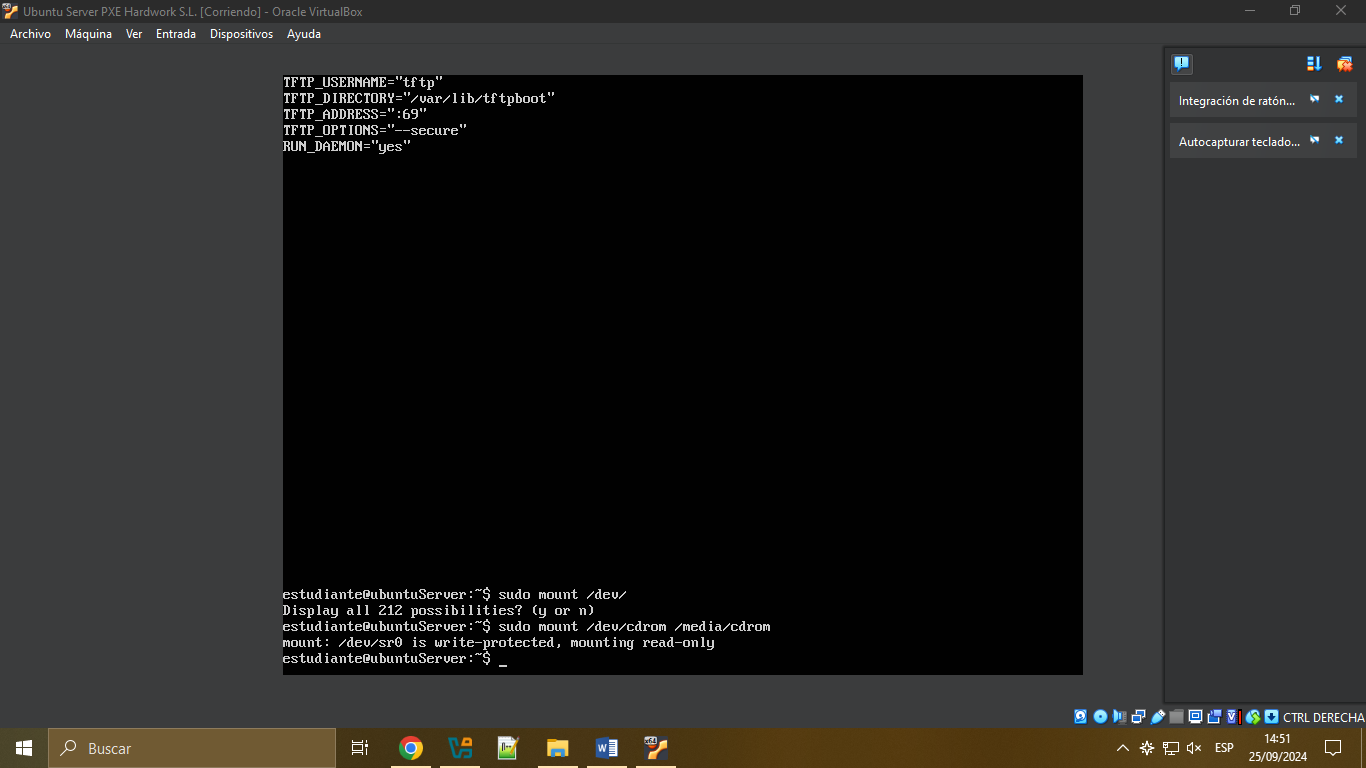 Ubuntu Server PXE Hardwork S.L. [Corriendo] - Oracle VirtualBox
Archivo Máquina Ver Entrada Dispositivos Ayuda
TFTP_USERNAME="tftp"
TFTP_DIRECTORY="/var/lib/tftpboot"
TFTP_ADDRESS=":69"
TFTP_OPTIONS="--secure"
RUN_DAEMON="yes"
Integración de ratón...
Autocapturar teclado...
estudiante@ubuntuServer:~$ sudo mount /dev/
Display all 212 possibilities? (y or n)
estudiante@ubuntuServer:~$ sudo mount /dev/cdrom /media/cdrom
mount: /dev/sr0 is write-protected, mounting read-only
estudiante@ubuntuServer:~$ _
CTRL DERECHA
Buscar
ESP
14:51
25/09/2024